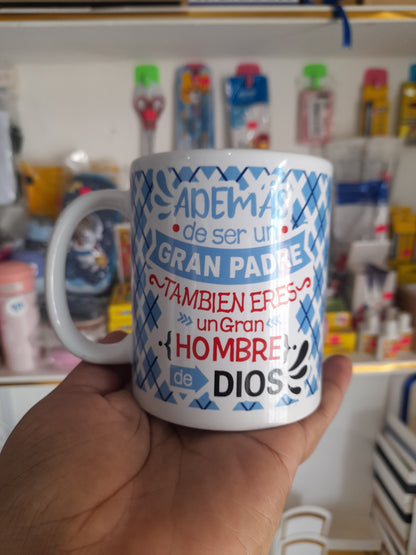 ADEMÁS
de ser un
GRAN PADRE
TAMBIEN ERES
un Gran
HOMBRE
de DIOS